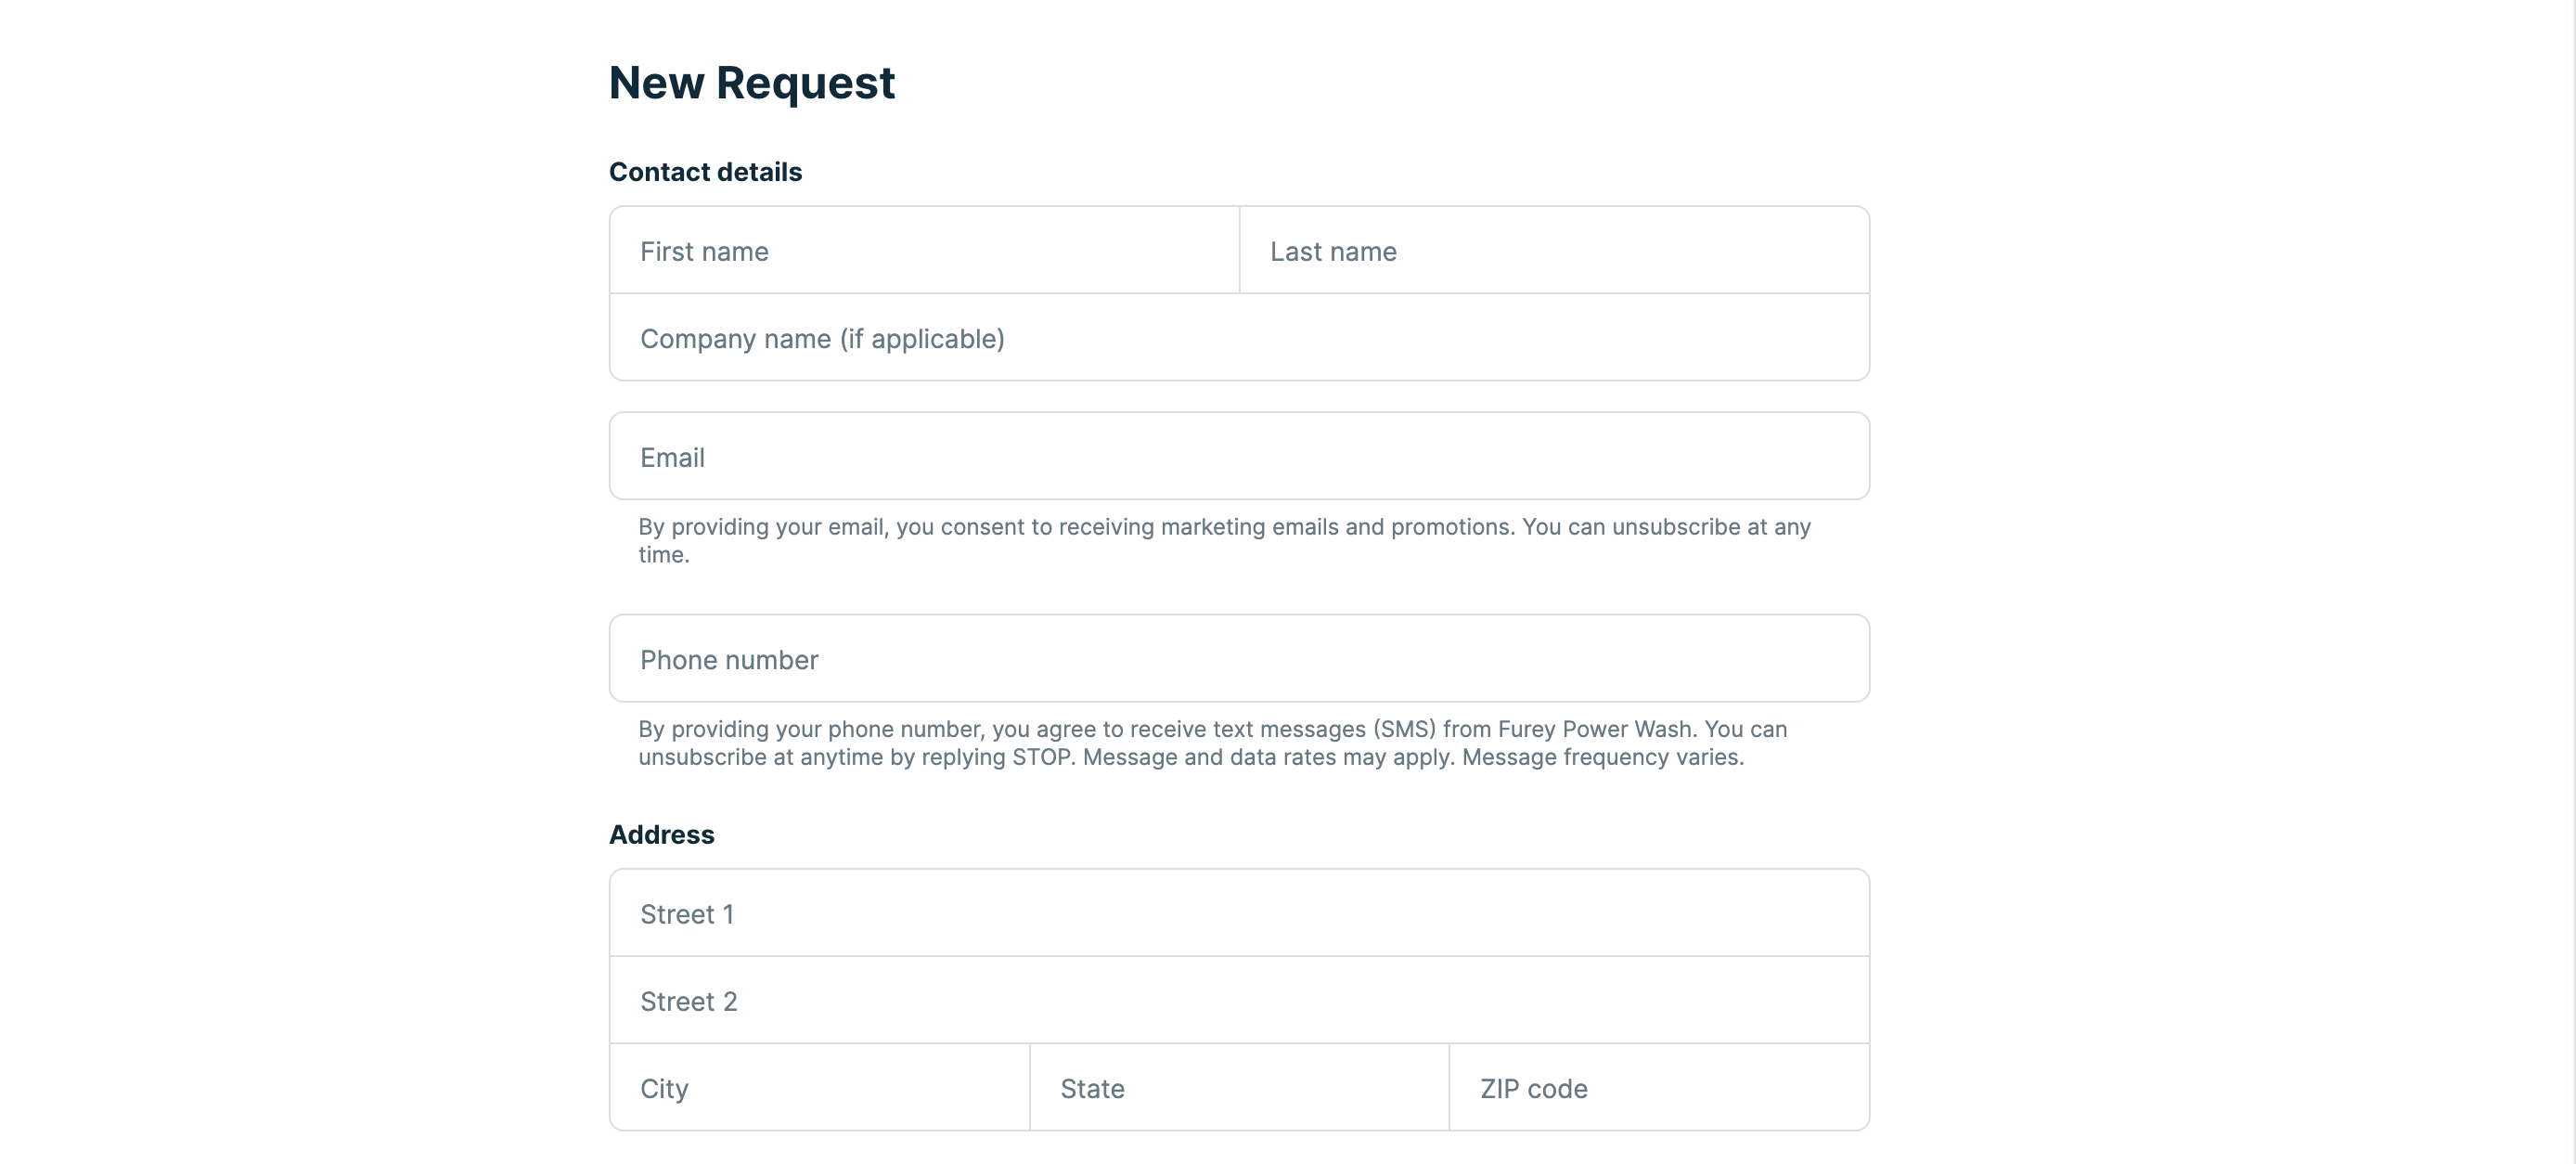 New Request
Contact details
First name
Last name
Company name (if applicable)
Email
By providing your email, you consent to receiving marketing emails and promotions. You can unsubscribe at any
time.
Phone number
By providing your phone number, you agree to receive text messages (SMS) from Furey Power Wash. You can
unsubscribe at anytime by replying STOP. Message and data rates may apply. Message frequency varies.
Address
Street 1
Street 2
City
State
ZIP code